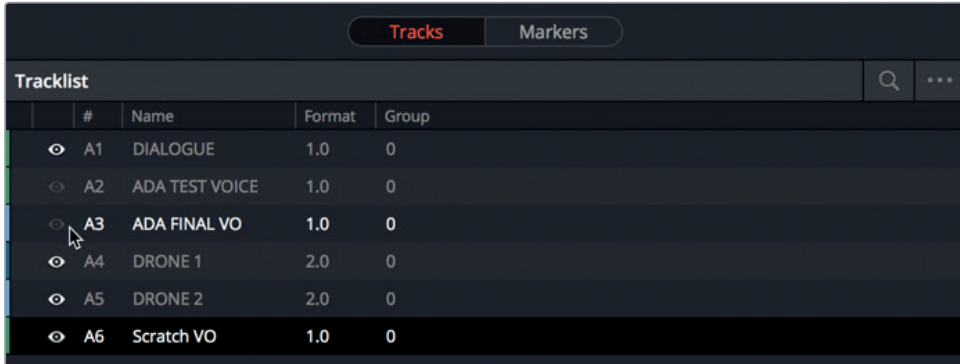 Tracks Markers
Tracklist
# Name Format Group
A1 DIALOGUE 1.0 0
A2 ADA TEST VOICE 1.0 0
A3 ADA FINAL VO 1.0 0
A4 DRONE 1 2.0 0
A5 DRONE 2 2.0 0
A6 Scratch VO 1.0 0